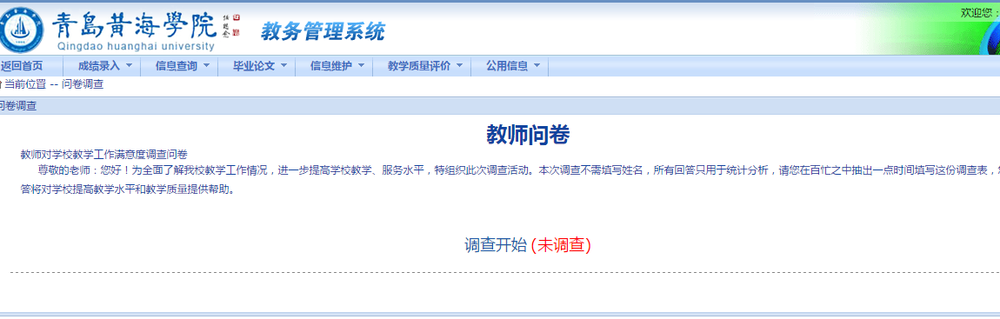 青岛黄海學院
Qingdao huanghai university
教务管理系统
欢迎您：
返回首页 成绩录入 信息查询 毕业论文 信息维护 教学质量评价 公用信息
当前位置 -- 问卷调查
问卷调查
教师问卷
教师对学校教学工作满意度调查问卷
尊敬的老师：您好！为全面了解我校教学工作情况，进一步提高学校教学、服务水平，特组织此次调查活动。本次调查不需填写姓名，所有回答只用于统计分析，请您在百忙之中抽出一点时间填写这份调查表，
答将对学校提高教学水平和教学质量提供帮助。
调查开始 (未调查)